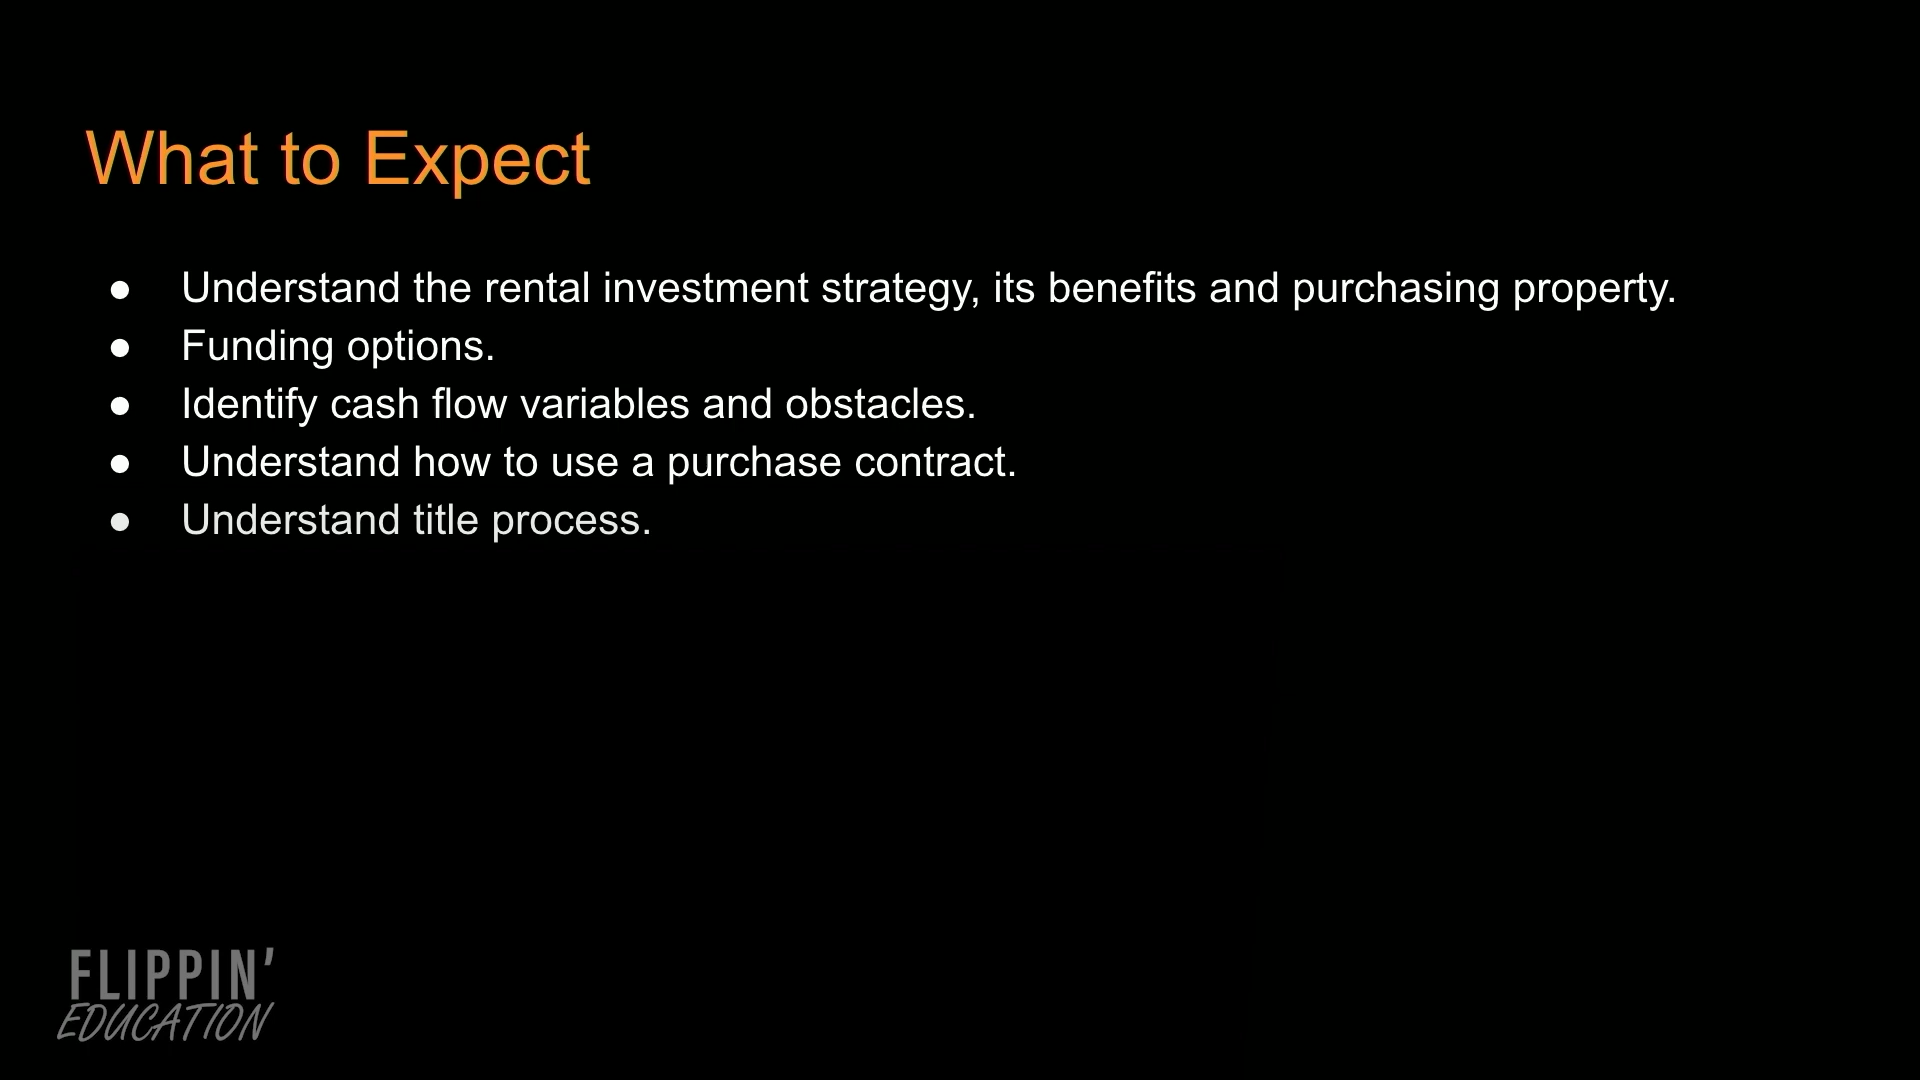 What to Expect
● Understand the rental investment strategy, its benefits and purchasing property.
● Funding options.
● Identify cash flow variables and obstacles.
● Understand how to use a purchase contract.
● Understand title process.
FLIPPIN’
EDUCATION